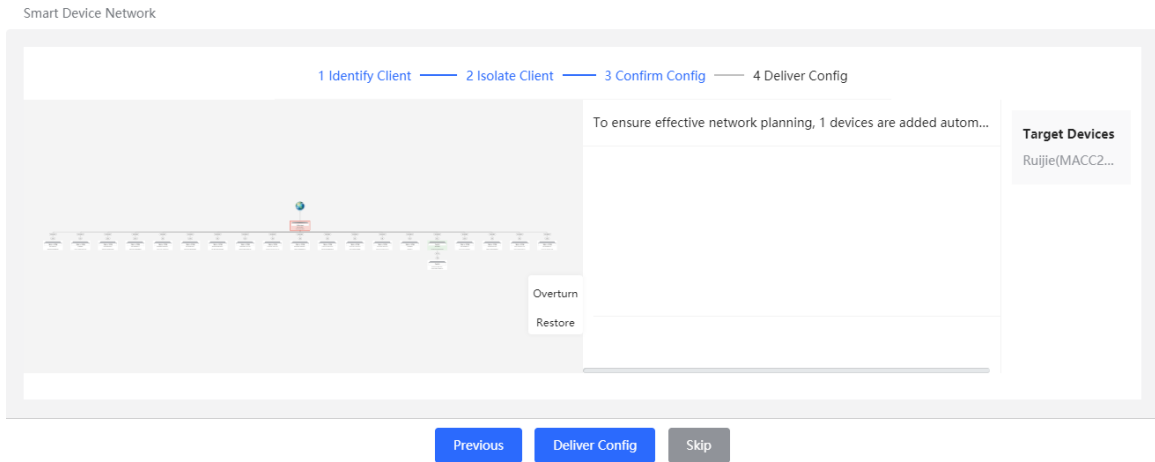 Smart Device Network
1 Identify Client
2 Isolate Client
3 Confirm Config
4 Deliver Config
To ensure effective network planning, 1 devices are added autom...
Target Devices
Ruijie(MACC2...
Overturn
Restore
Previous
Deliver Config
Skip